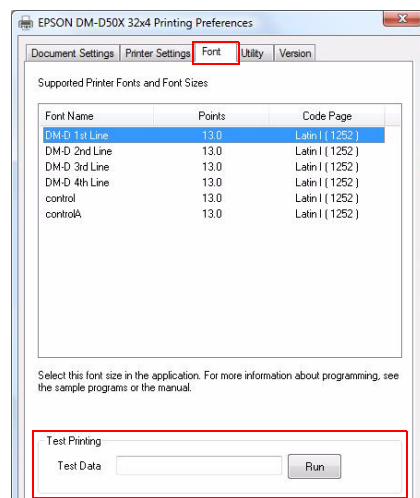 EPSON DM-D50X 32x4 Printing Preferences
Document Settings Printer Settings Font Utility Version
Supported Printer Fonts and Font Sizes
Font Name Points Code Page
DM-D 1st Line 13.0 Latin I ( 1252 )
DM-D 2nd Line 13.0 Latin I ( 1252 )
DM-D 3rd Line 13.0 Latin I ( 1252 )
DM-D 4th Line 13.0 Latin I ( 1252 )
control 13.0 Latin I ( 1252 )
controlA 13.0 Latin I ( 1252 )
Select this font size in the application. For more information about programming, see
the sample programs or the manual.
Test Printing
Test Data Run